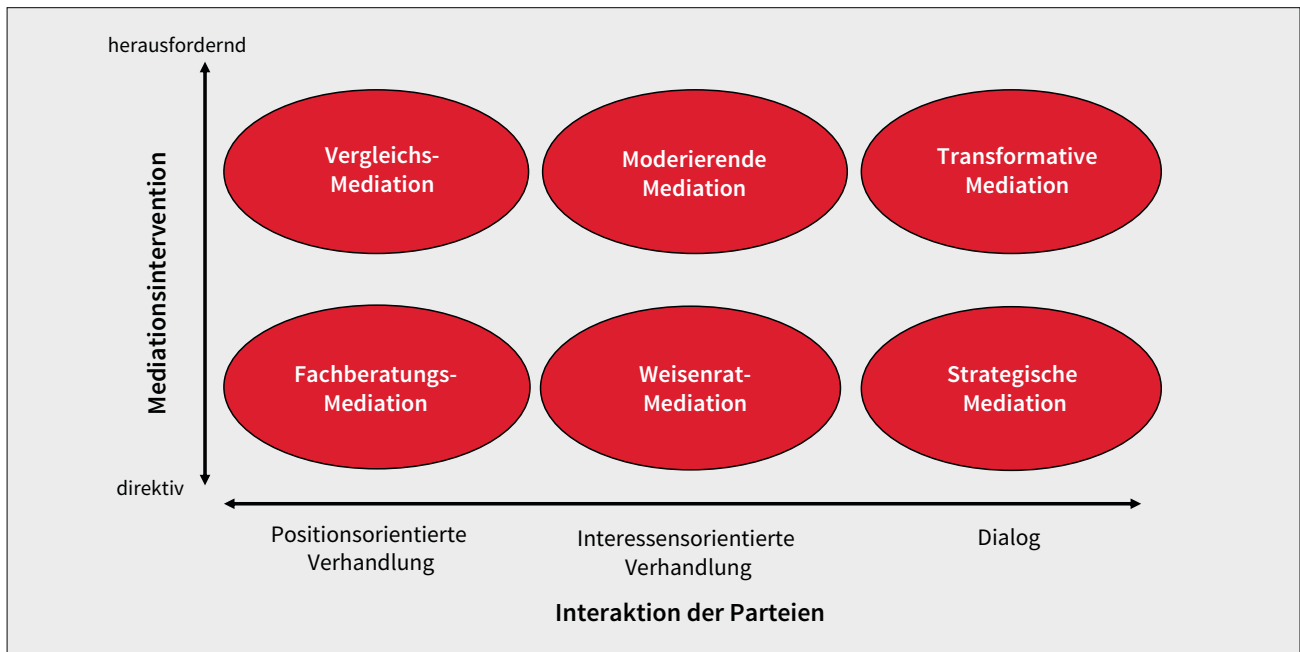 herausfordernd
Mediationsintervention
Vergleichs-
Mediation
Moderierende
Mediation
Transformative
Mediation
Fachberatungs-
Mediation
Weisenrat-
Mediation
Strategische
Mediation
direktiv
Positionsorientierte
Verhandlung
Interessensorientierte
Verhandlung
Dialog
Interaktion der Parteien